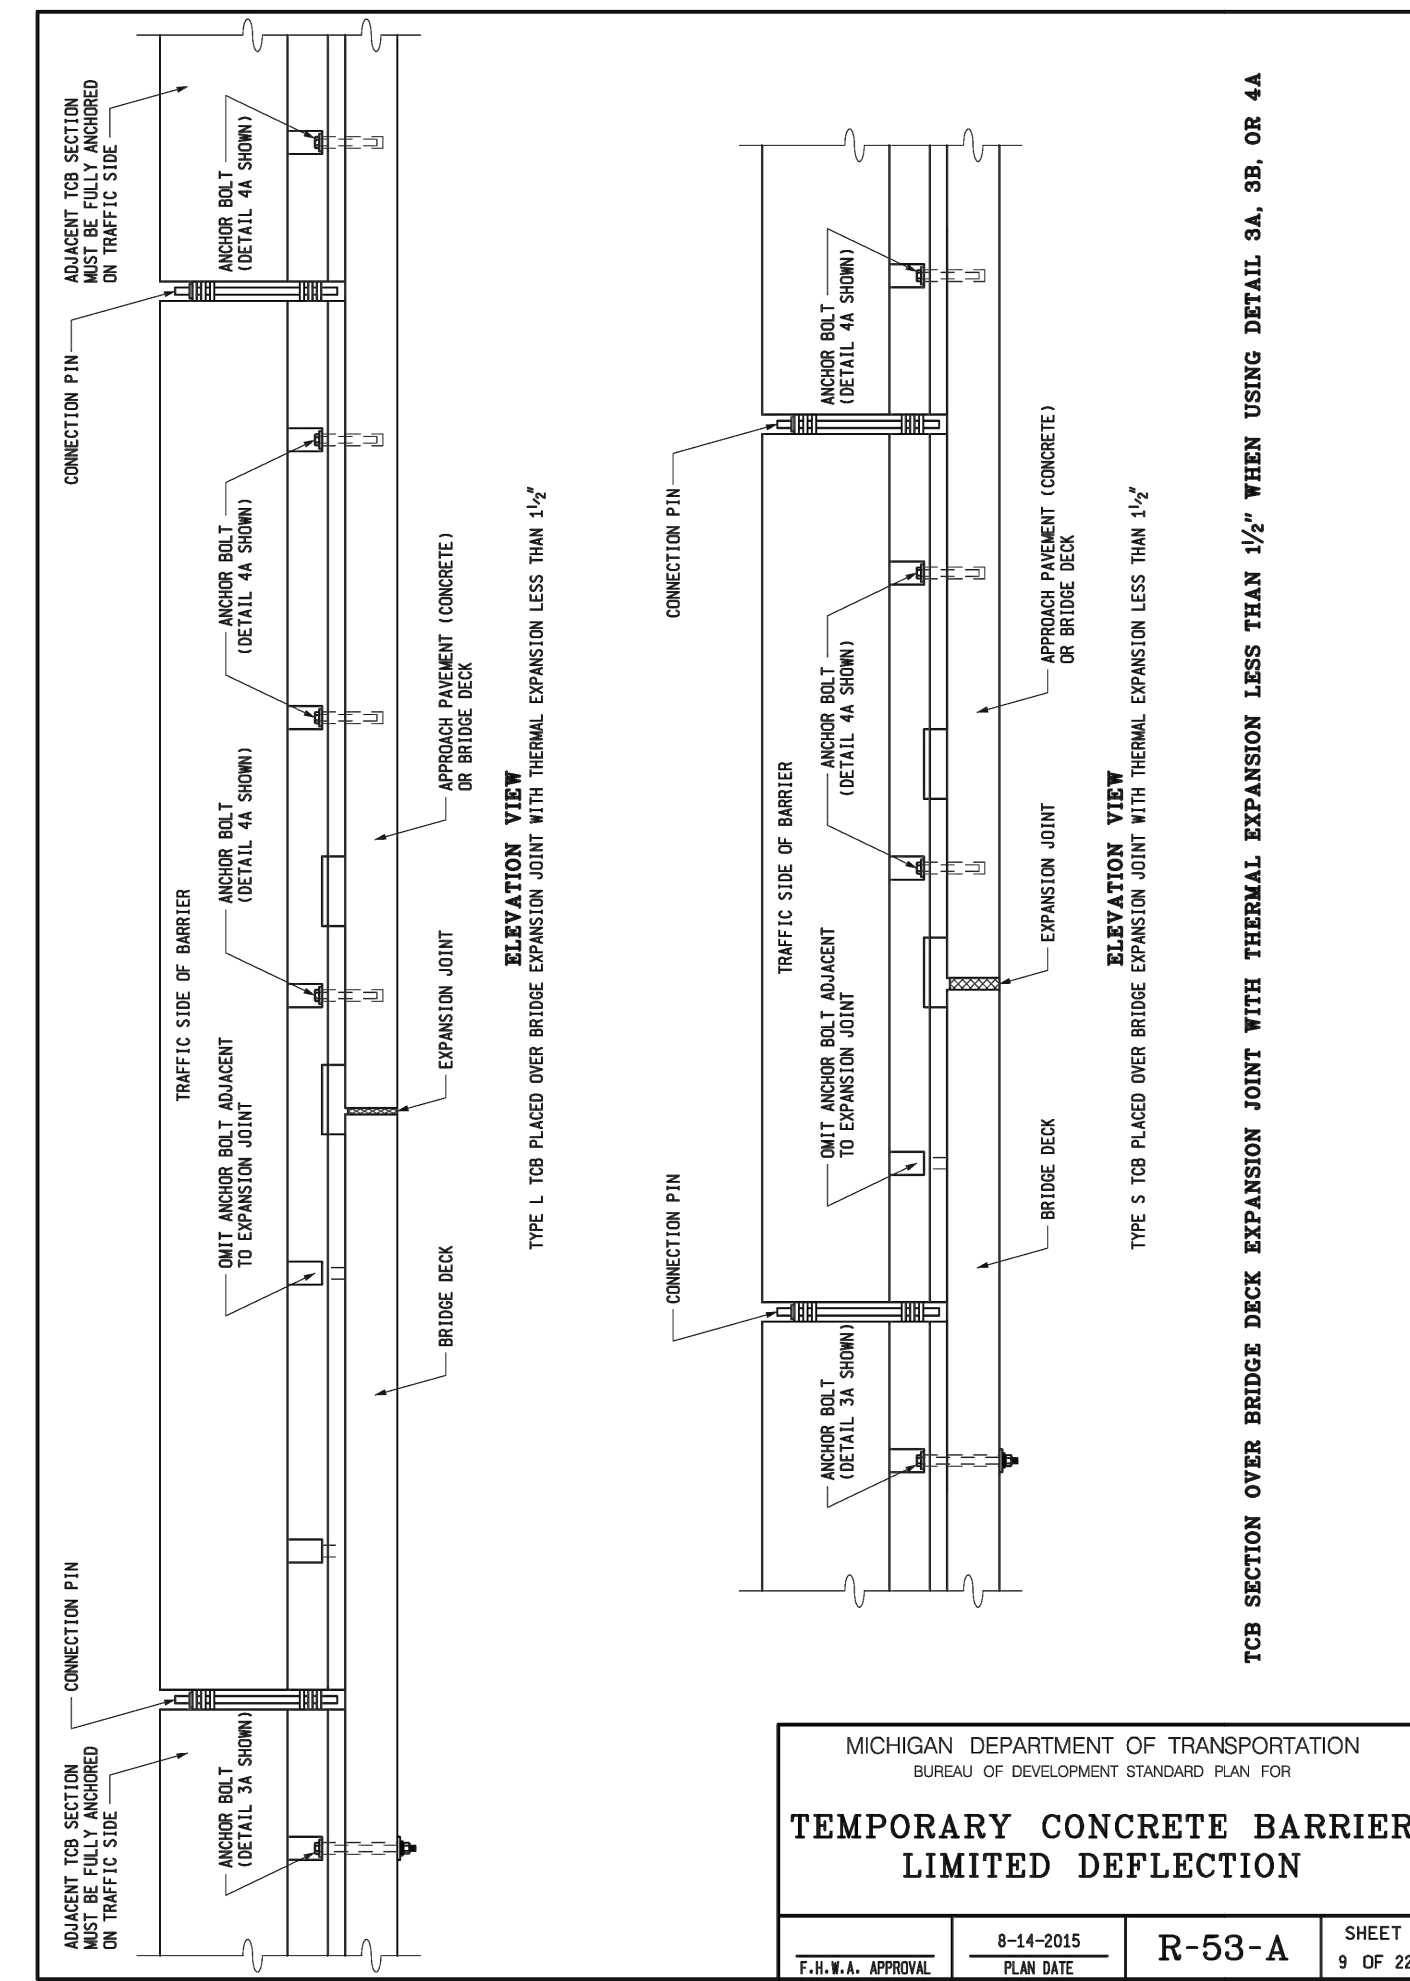 ADJACENT TCB SECTION
MUST BE FULLY ANCHORED
ON TRAFFIC SIDE
CONNECTION PIN
CONNECTION PIN
ADJACENT TCB SECTION
MUST BE FULLY ANCHORED
ON TRAFFIC SIDE
TRAFFIC SIDE OF BARRIER
ANCHOR BOLT
(DETAIL 3A SHOWN)
OMIT ANCHOR BOLT ADJACENT
TO EXPANSION JOINT
ANCHOR BOLT
(DETAIL 4A SHOWN)
ANCHOR BOLT
(DETAIL 4A SHOWN)
ANCHOR BOLT
(DETAIL 4A SHOWN)
BRIDGE DECK
EXPANSION JOINT
APPROACH PAVEMENT (CONCRETE)
OR BRIDGE DECK
ELEVATION VIEW
TYPE L TCB PLACED OVER BRIDGE EXPANSION JOINT WITH THERMAL EXPANSION LESS THAN 1½"
CONNECTION PIN
CONNECTION PIN
TRAFFIC SIDE OF BARRIER
ANCHOR BOLT
(DETAIL 3A SHOWN)
OMIT ANCHOR BOLT ADJACENT
TO EXPANSION JOINT
ANCHOR BOLT
(DETAIL 4A SHOWN)
ANCHOR BOLT
(DETAIL 4A SHOWN)
BRIDGE DECK
EXPANSION JOINT
APPROACH PAVEMENT (CONCRETE)
OR BRIDGE DECK
ELEVATION VIEW
TYPE S TCB PLACED OVER BRIDGE EXPANSION JOINT WITH THERMAL EXPANSION LESS THAN 1½"
TCB SECTION OVER BRIDGE DECK EXPANSION JOINT WITH THERMAL EXPANSION LESS THAN 1½" WHEN USING DETAIL 3A, 3B, OR 4A
MICHIGAN DEPARTMENT OF TRANSPORTATION
BUREAU OF DEVELOPMENT STANDARD PLAN FOR
TEMPORARY CONCRETE BARRIER
LIMITED DEFLECTION
F.H.W.A. APPROVAL
8-14-2015
PLAN DATE
R-53-A
SHEET
9 OF 22